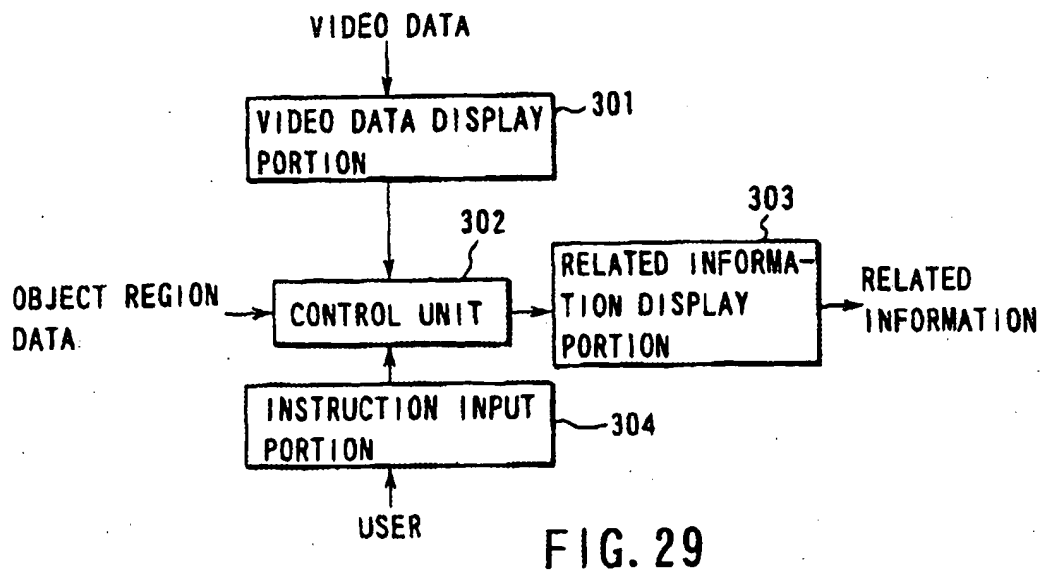 VIDEO DATA
VIDEO DATA DISPLAY
PORTION
301
302
303
OBJECT REGION
DATA
CONTROL UNIT
RELATED INFORMA-
TION DISPLAY
PORTION
RELATED
INFORMATION
INSTRUCTION INPUT
PORTION
304
USER
FIG. 29